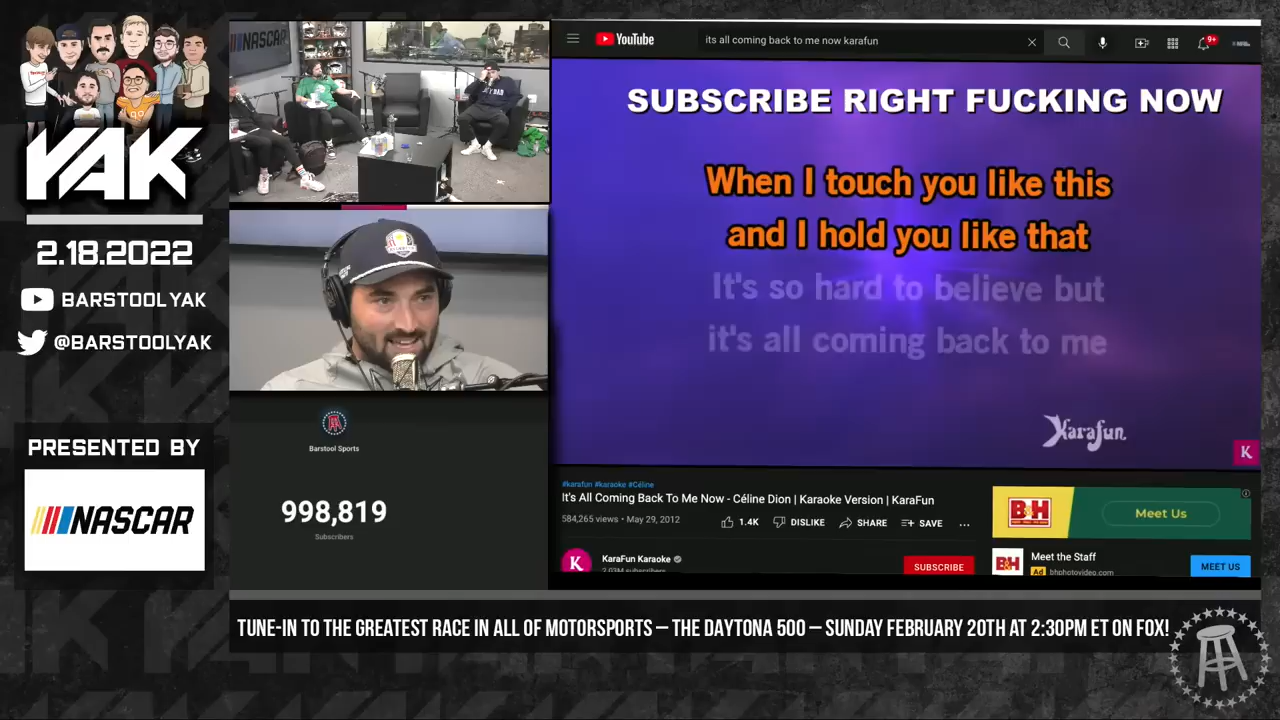 YAK
2.18.2022
BARSTOOLYAK
@BARSTOOLYAK
PRESENTED BY
NASCAR
NASCAR
Barstool Sports
998,819
Subscribers
YouTube
its all coming back to me now karafun
9+
SUBSCRIBE RIGHT FUCKING NOW
When I touch you like this
and I hold you like that
It's so hard to believe but
it's all coming back to me
Karafun
K
#karafun #karaoke #Céline
It's All Coming Back To Me Now - Céline Dion | Karaoke Version | KaraFun
584,265 views • May 29, 2012
1.4K
DISLIKE
SHARE
SAVE
K
KaraFun Karaoke
2.03M subscribers
SUBSCRIBE
B&H
Meet Us
B&H
Meet the Staff
Ad bhphotovideo.com
MEET US
TUNE-IN TO THE GREATEST RACE IN ALL OF MOTORSPORTS — THE DAYTONA 500 — SUNDAY FEBRUARY 20TH AT 2:30PM ET ON FOX!